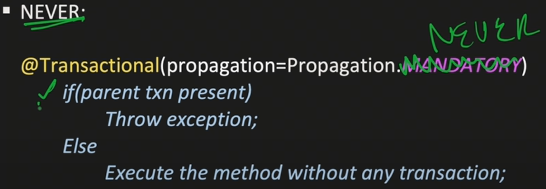 ▪ NEVER:
NEVER
@Transactional(propagation=Propagation.MANDATORY)
if(parent txn present)
Throw exception;
Else
Execute the method without any transaction;